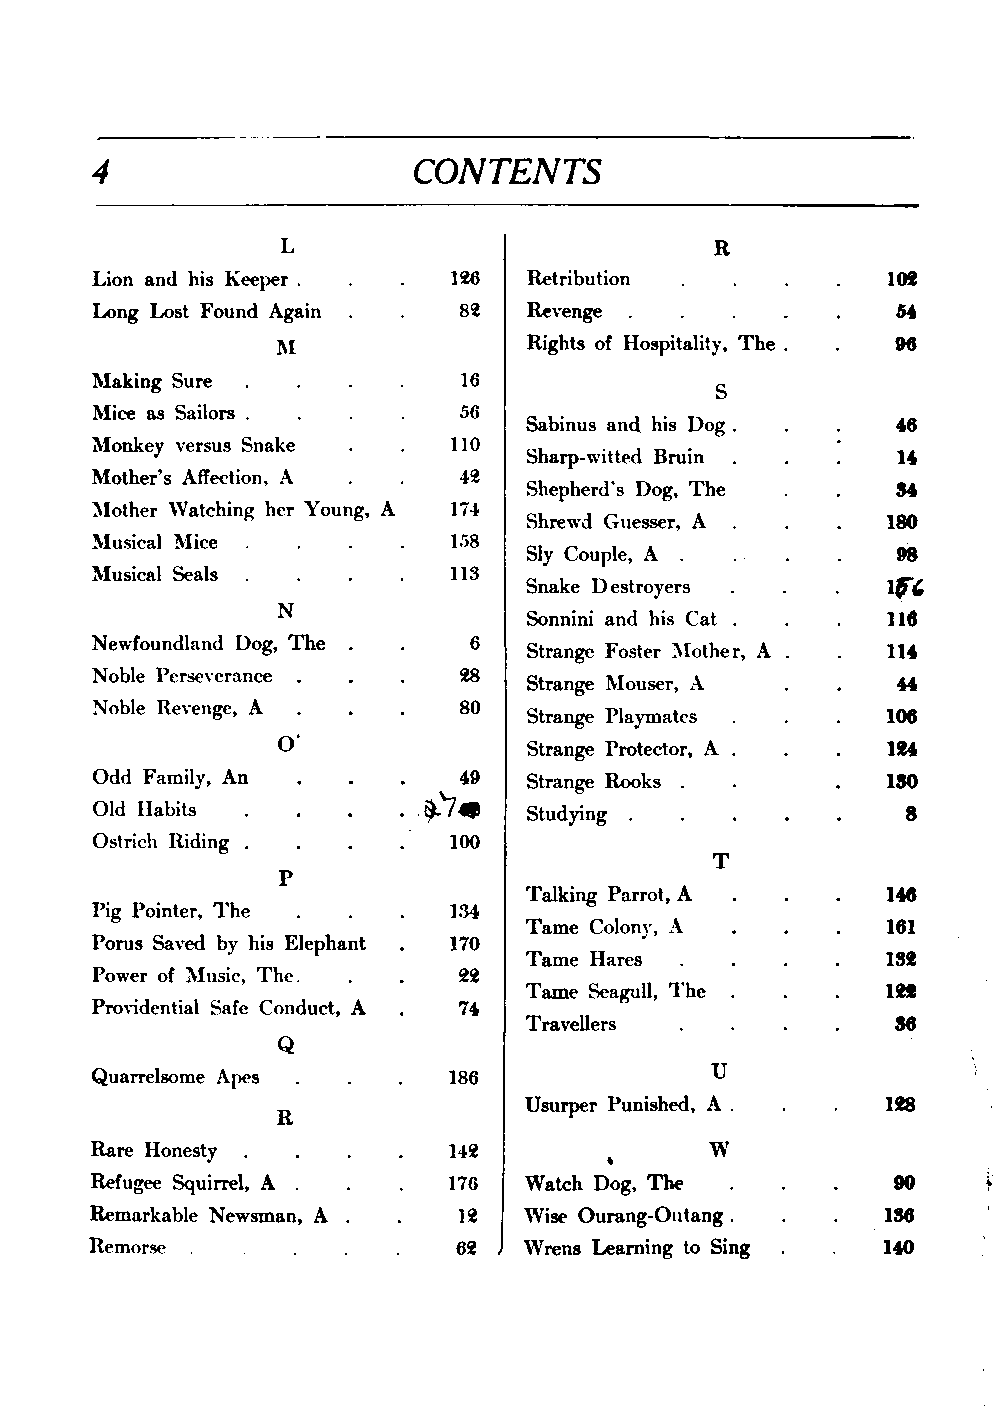 4 CONTENTS
L
Lion and his Keeper . . . 126
Long Lost Found Again . . 82
M
Making Sure . . . . 16
Mice as Sailors . . . . 56
Monkey versus Snake . . 110
Mother's Affection, A . . 42
Mother Watching her Young, A 174
Musical Mice . . . . 158
Musical Seals . . . . 113
N
Newfoundland Dog, The . . 6
Noble Perseverance . . . 28
Noble Revenge, A . . . 80
O
Odd Family, An . . . 49
Old Habits . . . .
Ostrich Riding . . . . 100
P
Pig Pointer, The . . . 134
Porus Saved by his Elephant . 170
Power of Music, The . . . 22
Providential Safe Conduct, A . 74
Q
Quarrelsome Apes . . . 186
R
Rare Honesty . . . . 142
Refugee Squirrel, A . . . 176
Remarkable Newsman, A . . 12
Remorse . . . . . 62
R
Retribution . . . . 102
Revenge . . . . . 54
Rights of Hospitality, The . . 96
S
Sabinus and his Dog . . . 46
Sharp-witted Bruin . . . 14
Shepherd's Dog, The . . 34
Shrewd Guesser, A . . . 180
Sly Couple, A . . . . 98
Snake Destroyers . . . 156
Sonnini and his Cat . . . 116
Strange Foster Mother, A . . 114
Strange Mouser, A . . 44
Strange Playmates . . . 106
Strange Protector, A . . . 124
Strange Rooks . . . 130
Studying . . . . . 8
T
Talking Parrot, A . . . 146
Tame Colony, A . . . 161
Tame Hares . . . . 132
Tame Seagull, The . . . 122
Travellers . . . . 36
U
Usurper Punished, A . . . 128
W
Watch Dog, The . . . 90
Wise Ourang-Outang . . . 136
Wrens Learning to Sing . . 140